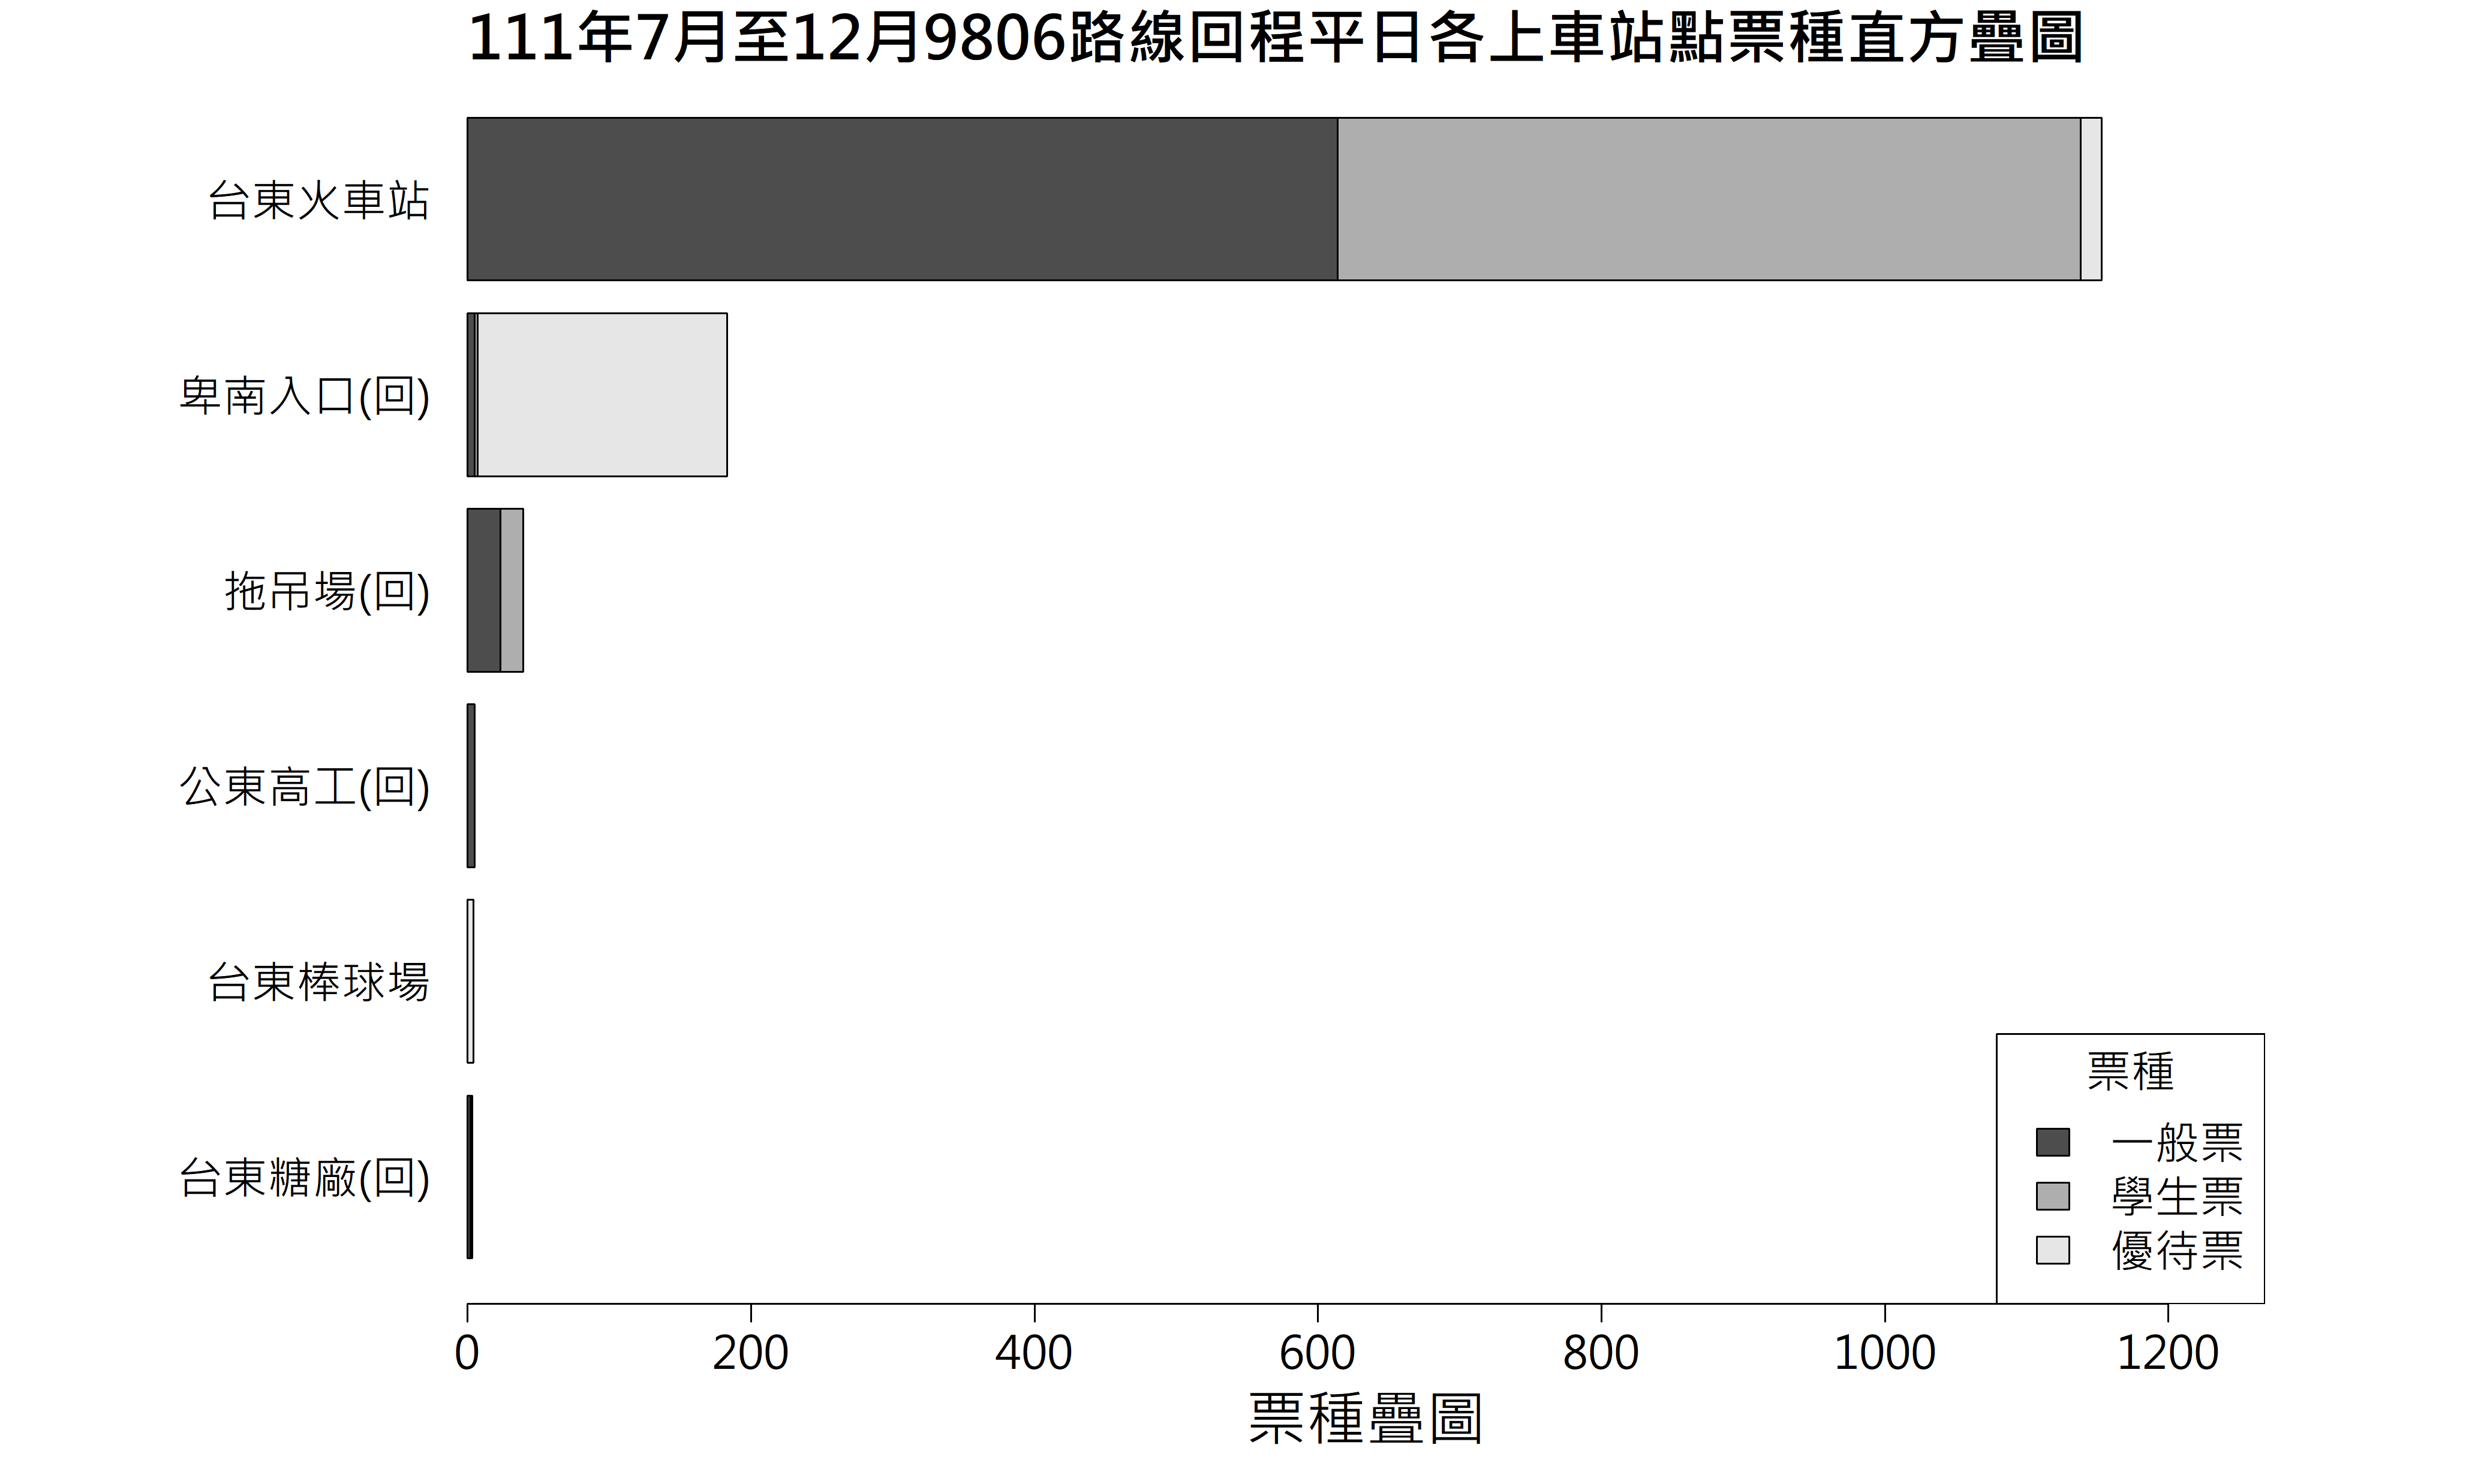 111年7月至12月9806路線回程平日各上車站點票種直方疊圖
台東火車站
卑南入口(回)
拖吊場(回)
公東高工(回)
台東棒球場
台東糖廠(回)
票種
一般票
學生票
優待票
0 200 400 600 800 1000 1200
票種疊圖